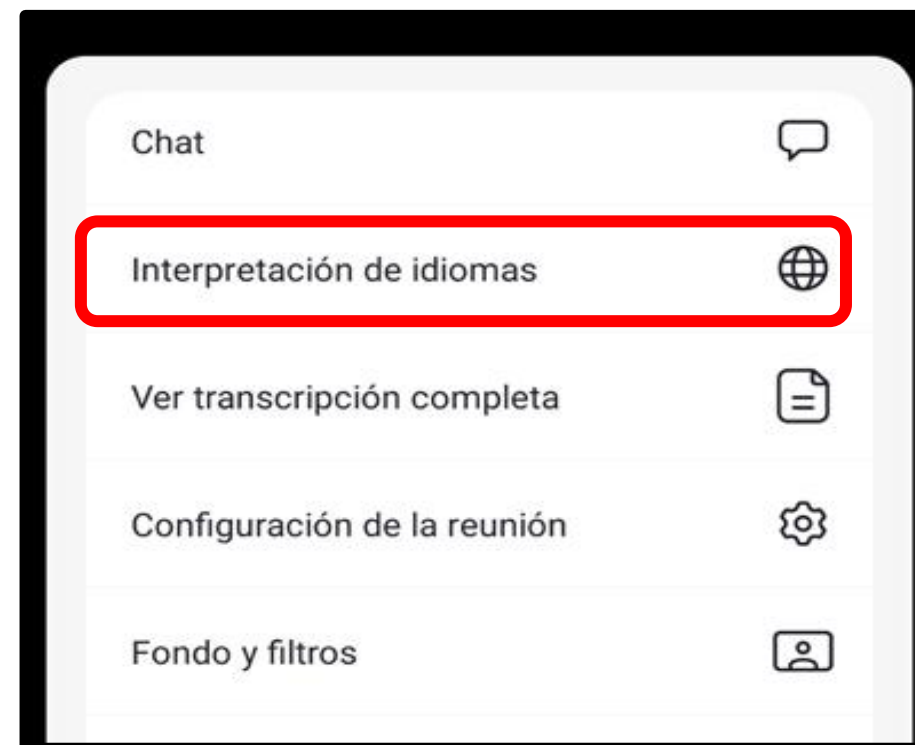 Chat
Interpretación de idiomas
Ver transcripción completa
Configuración de la reunión
Fondo y filtros